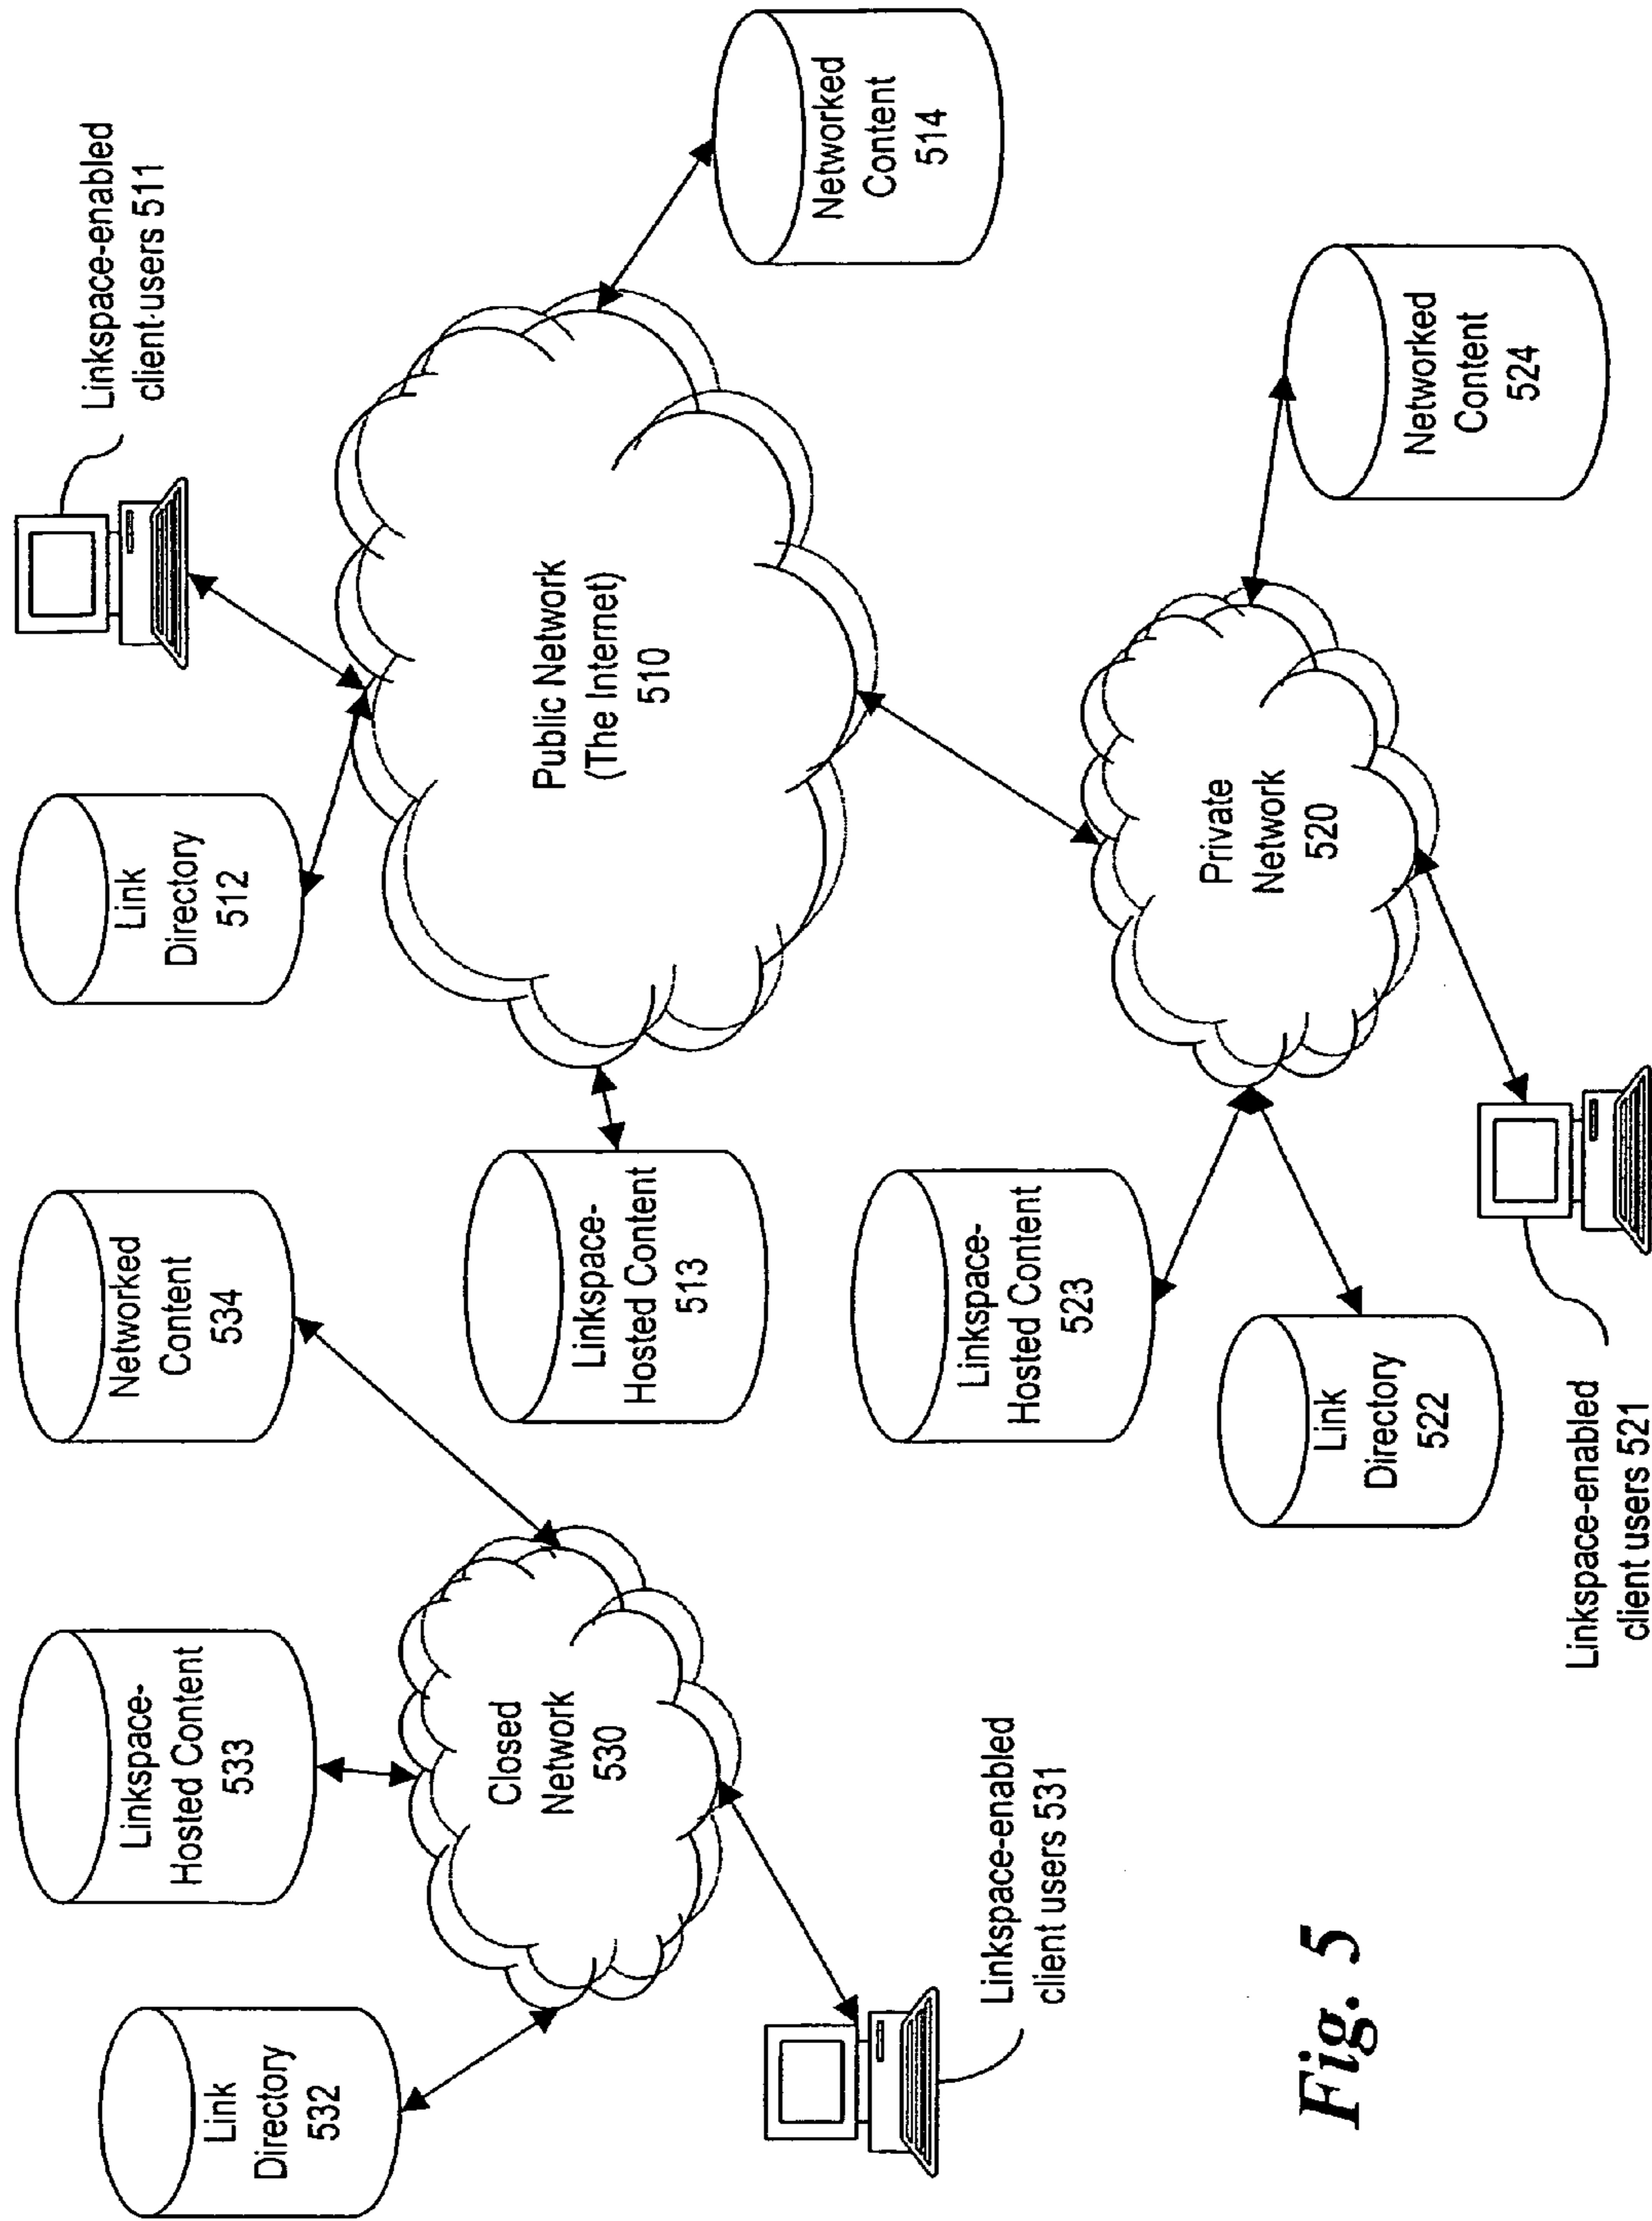 Link
Directory
532
Linkspace-
Hosted Content
533
Networked
Content
534
Link
Directory
512
Linkspace-enabled
client users 511
Closed
Network
530
Linkspace-
Hosted Content
513
Public Network
(The Internet)
510
Networked
Content
514
Linkspace-enabled
client users 531
Linkspace-
Hosted Content
523
Private
Network
520
Networked
Content
524
Link
Directory
522
Linkspace-enabled
client users 521
Fig. 5